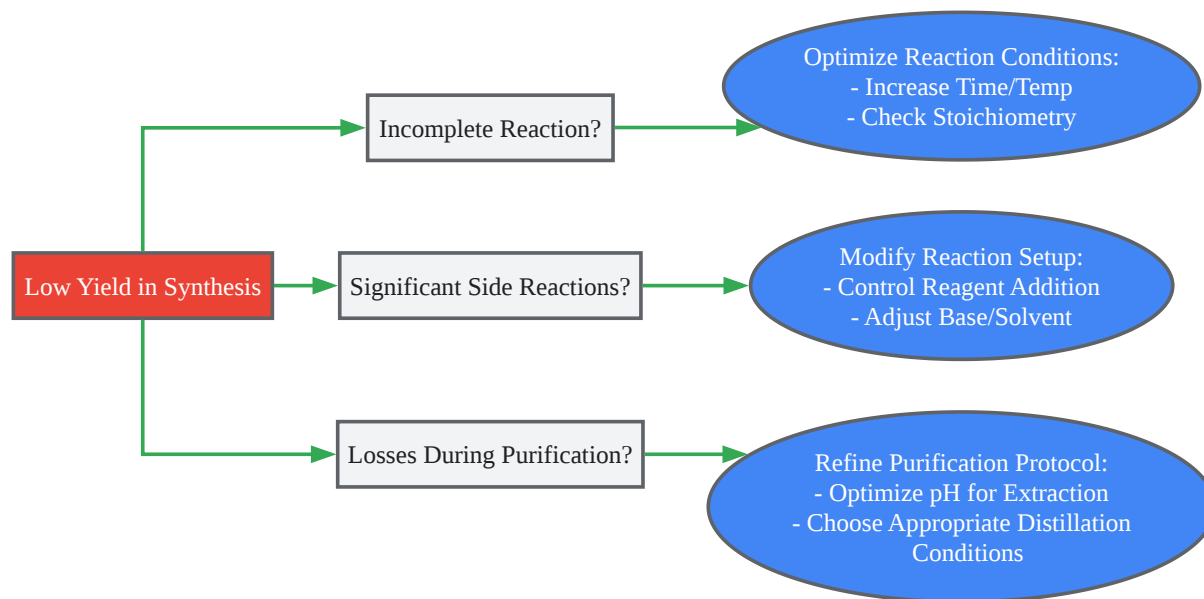 Low Yield in Synthesis
Incomplete Reaction?
Optimize Reaction Conditions:
- Increase Time/Temp
- Check Stoichiometry
Significant Side Reactions?
Modify Reaction Setup:
- Control Reagent Addition
- Adjust Base/Solvent
Losses During Purification?
Refine Purification Protocol:
- Optimize pH for Extraction
- Choose Appropriate Distillation
Conditions